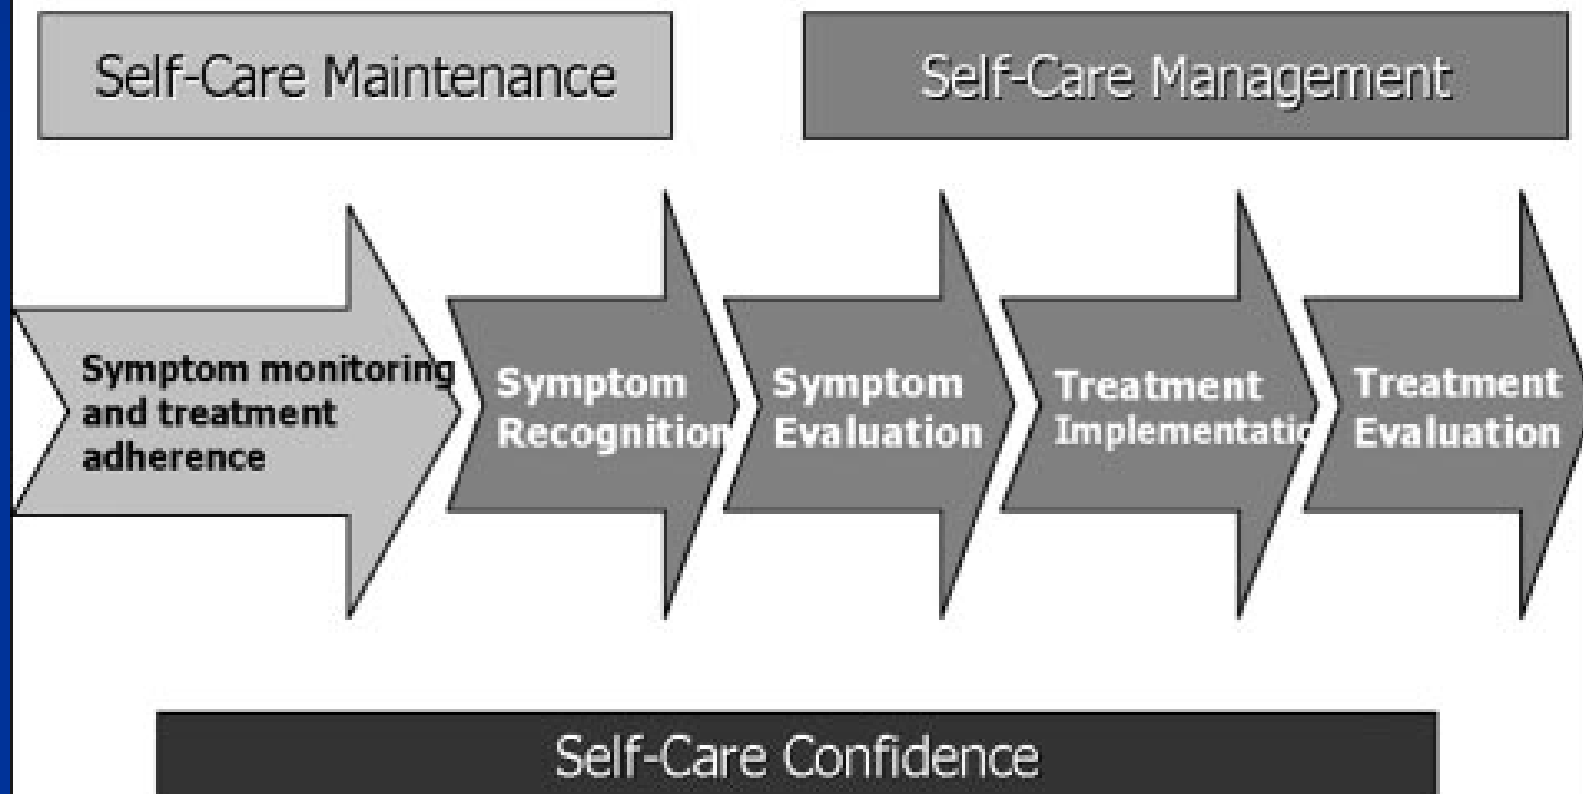 Self-Care Maintenance
Self-Care Management
Symptom monitoring
and treatment
adherence
Symptom
Recognition
Symptom
Evaluation
Treatment
Implementatio
Treatment
Evaluation
Self-Care Confidence